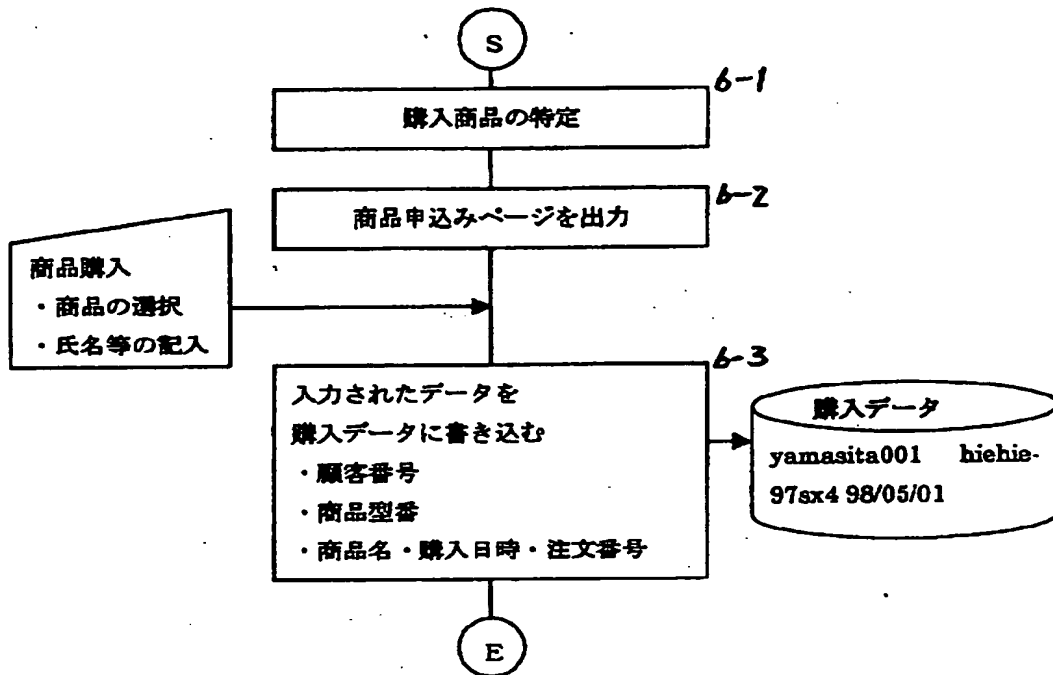 S
6-1
購入商品の特定
6-2
商品申込みページを出力
商品購入
・商品の選択
・氏名等の記入
6-3
入力されたデータを
購入データに書き込む
・顧客番号
・商品型番
・商品名・購入日時・注文番号
購入データ
yamasita001 hiehie-
97sx4 98/05/01
E